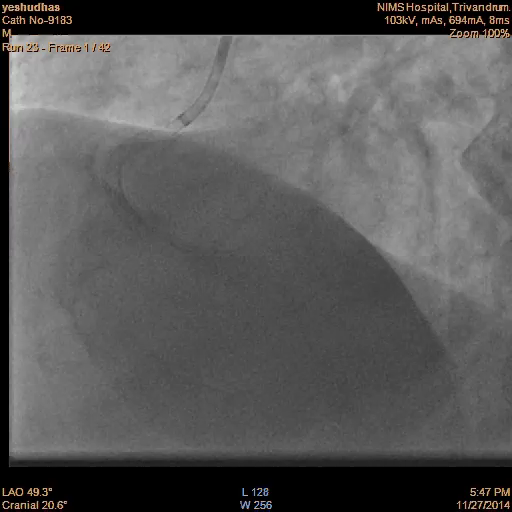 yeshudhas
Cath No-9183
M
Run 23 - Frame 1 / 42
NIMS Hospital,Trivandrum.
103kV, mAs, 694mA, 8ms
Zoom 100%
LAO 49.3°
Cranial 20.6°
L 128
W 256
5:47 PM
11/27/2014